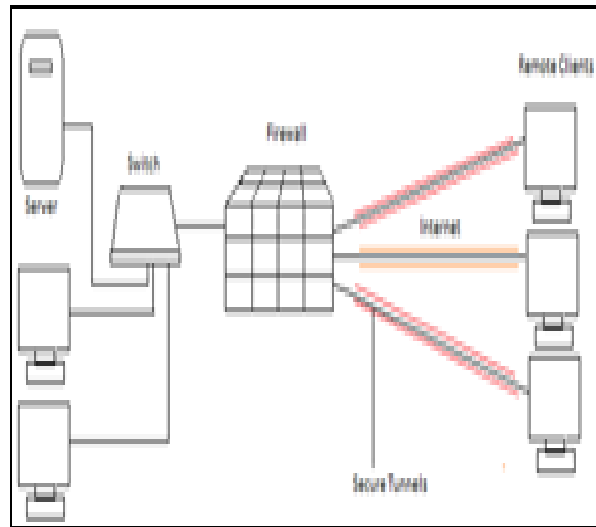 Remote Clients
Firewall
Switch
Server
Internet
Secure Tunnels